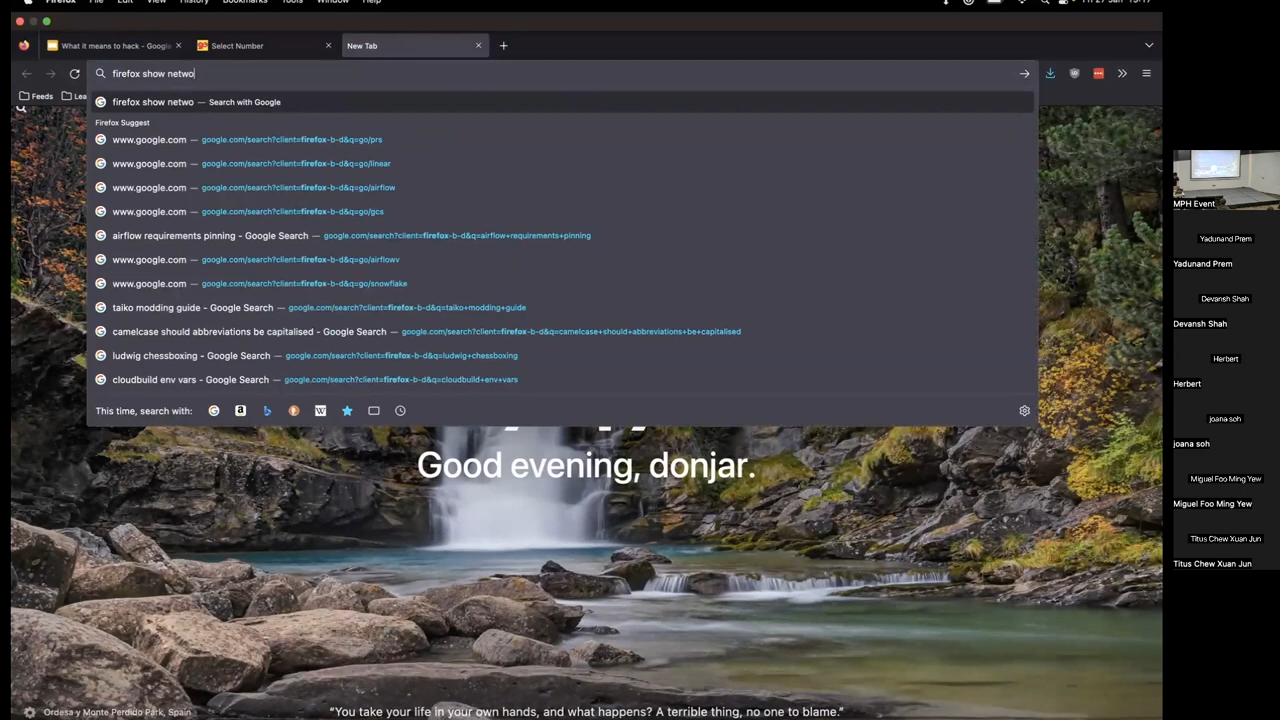 Firefox File Edit View History Bookmarks Tools Window Help
What it means to hack - Google
Select Number
New Tab
firefox show netwo
Feeds
Lea
firefox show netwo — Search with Google
Firefox Suggest
www.google.com — google.com/search?client=firefox-b-d&q=go/prs
www.google.com — google.com/search?client=firefox-b-d&q=go/linear
www.google.com — google.com/search?client=firefox-b-d&q=go/airflow
www.google.com — google.com/search?client=firefox-b-d&q=go/gcs
airflow requirements pinning - Google Search — google.com/search?client=firefox-b-d&q=airflow+requirements+pinning
www.google.com — google.com/search?client=firefox-b-d&q=go/airflowv
www.google.com — google.com/search?client=firefox-b-d&q=go/snowflake
taiko modding guide - Google Search — google.com/search?client=firefox-b-d&q=taiko+modding+guide
camelcase should abbreviations be capitalised - Google Search — google.com/search?client=firefox-b-d&q=camelcase+should+abbreviations+be+capitalised
ludwig chessboxing - Google Search — google.com/search?client=firefox-b-d&q=ludwig+chessboxing
cloudbuild env vars - Google Search — google.com/search?client=firefox-b-d&q=cloudbuild+env+vars
This time, search with:
Good evening, donjar.
Ordesa y Monte Perdido Park, Spain
“You take your life in your own hands, and what happens? A terrible thing, no one to blame.”
MPH Event
Yadunand Prem
Yadunand Prem
Devansh Shah
Devansh Shah
Herbert
Herbert
joana soh
joana soh
Miguel Foo Ming Yew
Miguel Foo Ming Yew
Titus Chew Xuan Jun
Titus Chew Xuan Jun